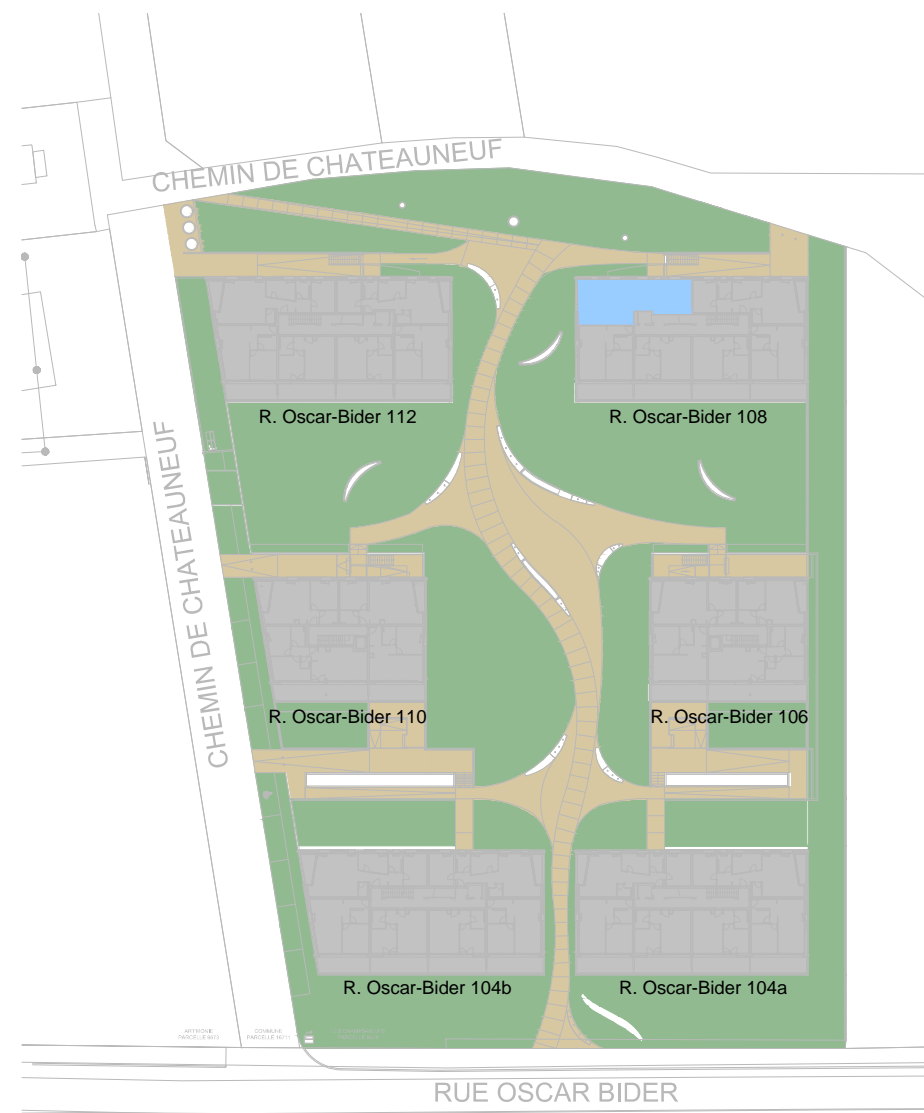 CHEMIN DE CHATEAUNEUF
R. Oscar-Bider 112
R. Oscar-Bider 108
CHEMIN DE CHATEAUNEUF
R. Oscar-Bider 110
R. Oscar-Bider 106
R. Oscar-Bider 104b
R. Oscar-Bider 104a
COMMUNE
RUE OSCAR BIDER